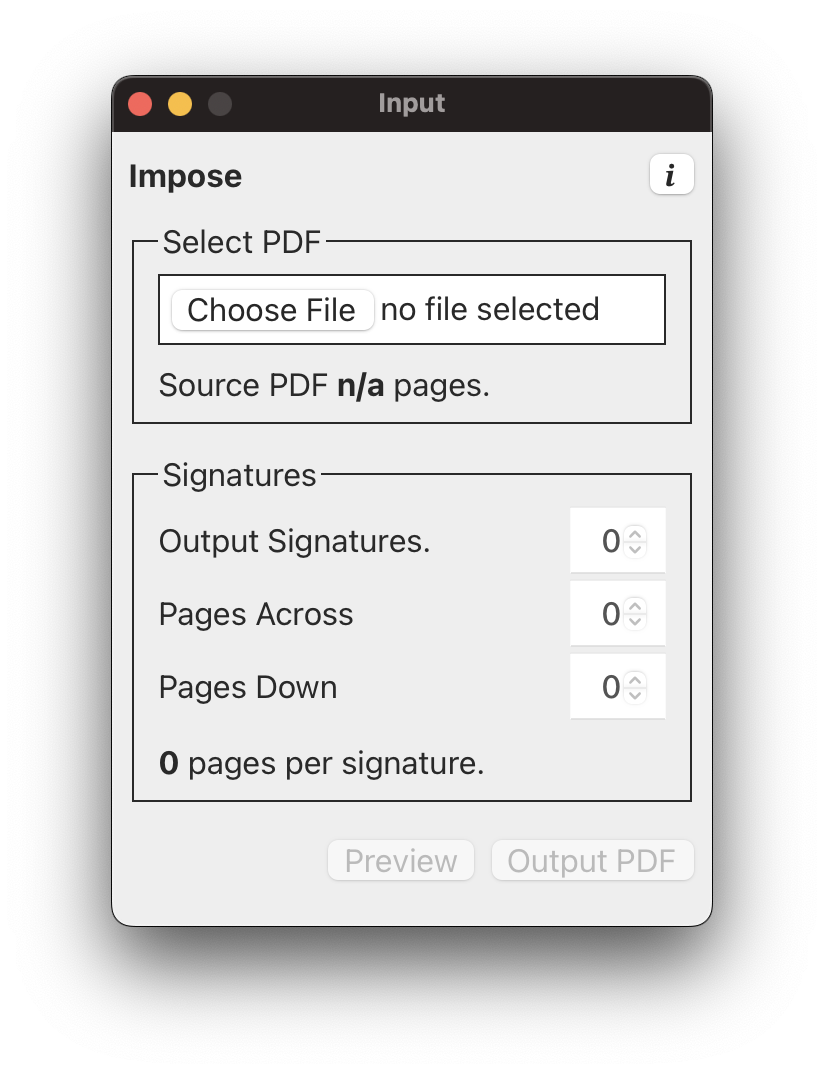 Input
Impose i
Select PDF
Choose File no file selected
Source PDF n/a pages.
Signatures
Output Signatures. 0
Pages Across 0
Pages Down 0
0 pages per signature.
Preview Output PDF